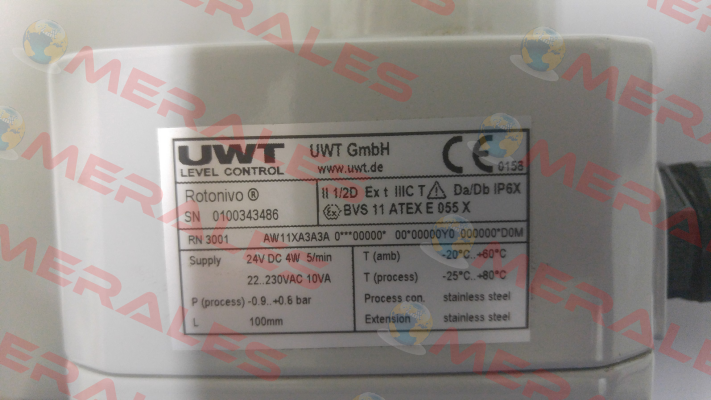 UWT
LEVEL CONTROL
UWT GmbH
www.uwt.de
CE 0158
Rotonivo ®
SN 0100343486
II 1/2D Ex t IIIC T Da/Db IP6X
Ex BVS 11 ATEX E 055 X
RN 3001 AW11XA3A3A 0***00000* 00*00000Y0 000000*D0M
Supply 24V DC 4W 5/min
22..230VAC 10VA
P (process) -0.9..+0.8 bar
L 100mm
T (amb) -20°C..+60°C
T (process) -25°C..+80°C
Process con. stainless steel
Extension stainless steel
MERALES
MERALES
MERALES
MERALES
MERALES